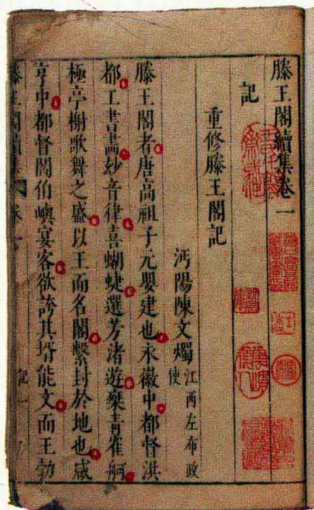 滕王閣續集卷一
記
重修滕王閣記
沔陽陳文燭江西左布政使
滕王閣者唐高祖子元嬰建也永徽中都督洪
都工書畫妙音律喜蝴蝶選芳渚遊樂青雀舸
極亭榭歌舞之盛以王而名閣繫封於地也咸
亨中都督閻伯嶼宴客欲誇其壻能文而王勃
滕王閣續集
卷一
記
一